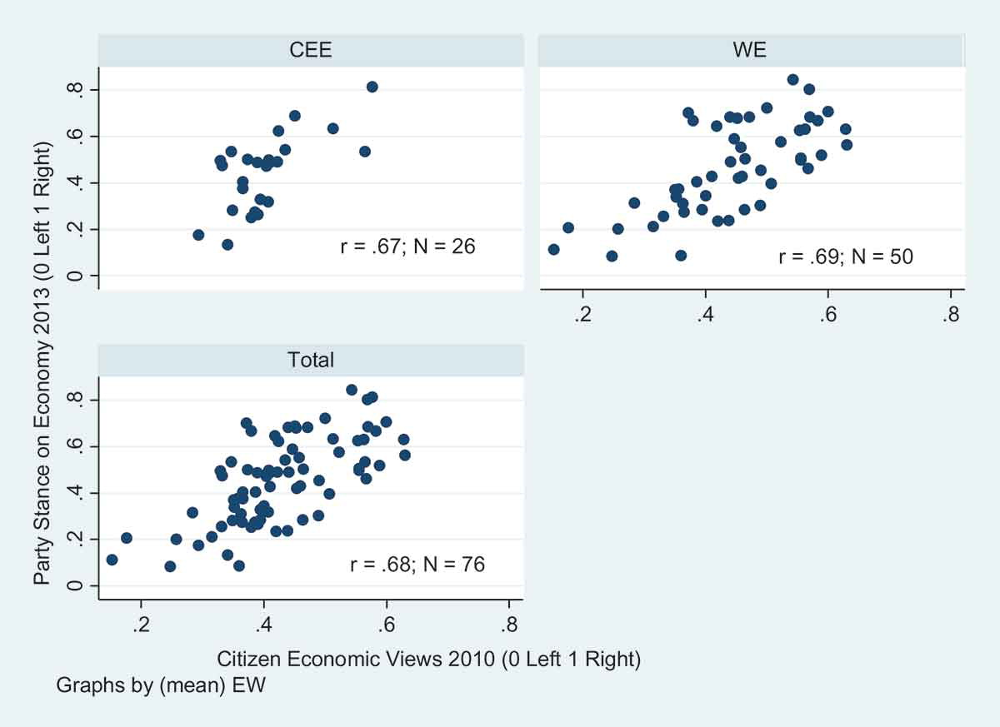 CEE
WE
Party Stance on Economy 2013 (0 Left 1 Right)
.8
.6
.4
.2
0
r = .67; N = 26
r = .69; N = 50
.2 .4 .6 .8
Total
.8
.6
.4
.2
0
r = .68; N = 76
.2 .4 .6 .8
Citizen Economic Views 2010 (0 Left 1 Right)
Graphs by (mean) EW